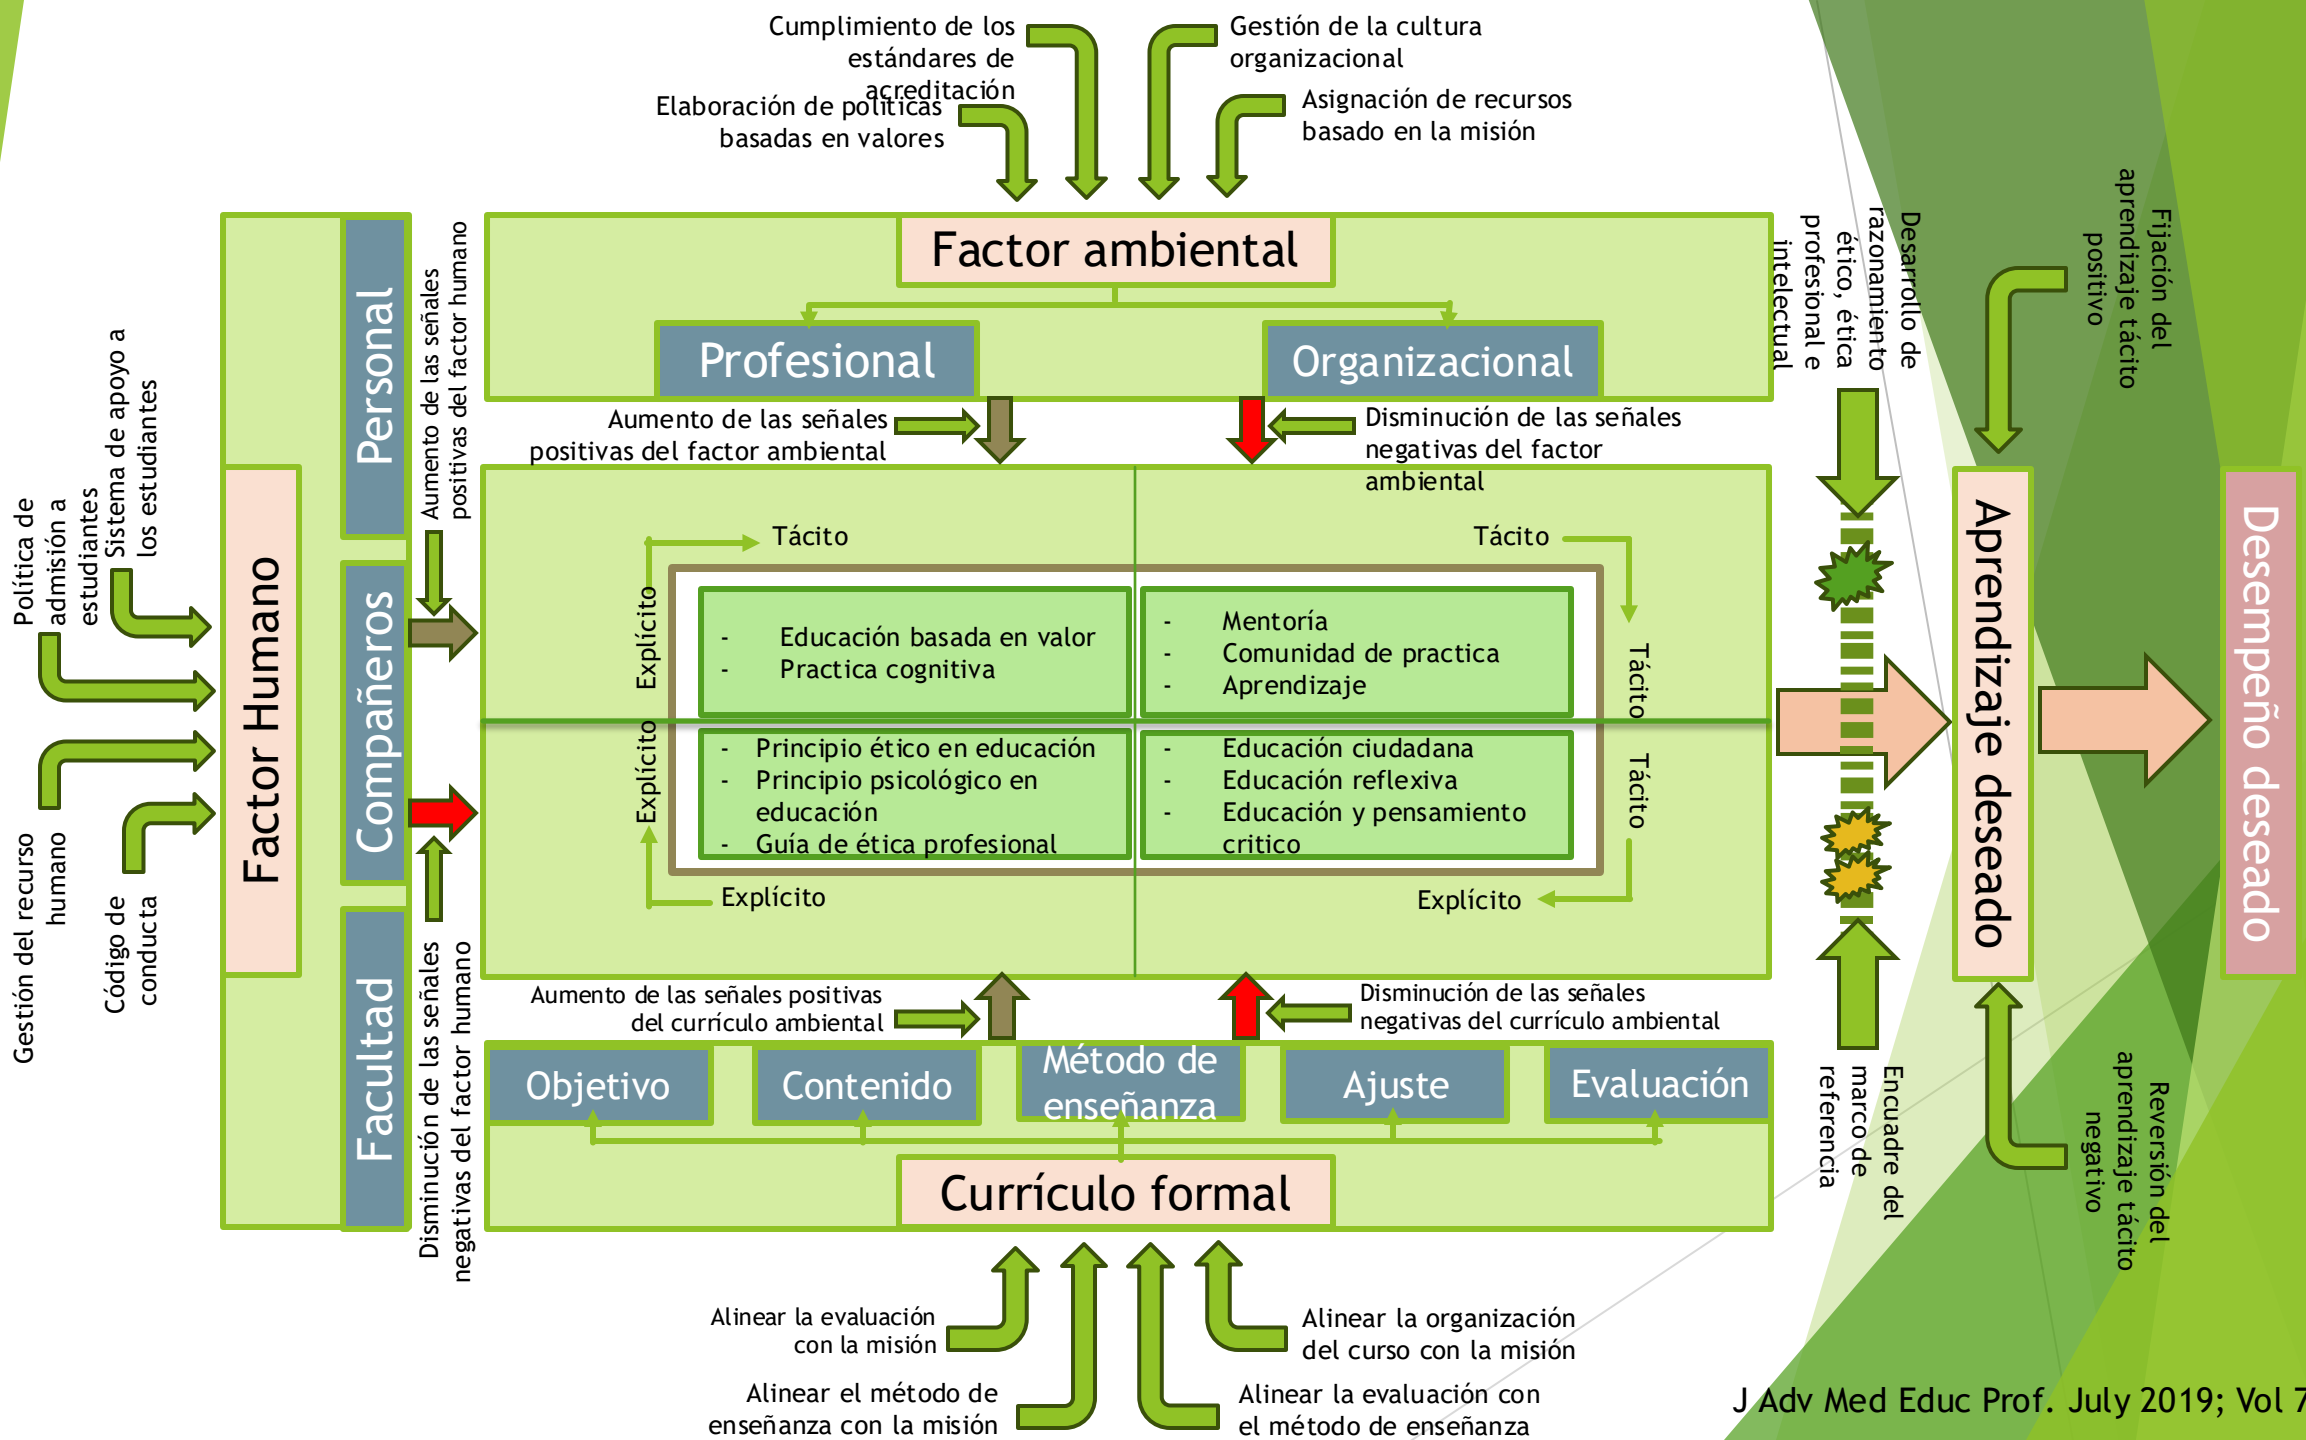 Cumplimiento de los
estándares de
acreditación
Elaboración de políticas
basadas en valores
Gestión de la cultura
organizacional
Asignación de recursos
basado en la misión
Factor ambiental
Profesional
Organizacional
Aumento de las señales
positivas del factor ambiental
Disminución de las señales
negativas del factor
ambiental
Política de
admisión a
estudiantes
Sistema de apoyo a
los estudiantes
Gestión del recurso
humano
Código de
conducta
Factor Humano
Personal
Compañeros
Facultad
Aumento de las señales
positivas del factor humano
Disminución de las señales
negativas del factor humano
Tácito
Tácito
Explícito
Explícito
Tácito
Tácito
Explícito
Explícito
- Educación basada en valor
- Practica cognitiva
- Mentoría
- Comunidad de practica
- Aprendizaje
- Principio ético en educación
- Principio psicológico en
educación
- Guía de ética profesional
- Educación ciudadana
- Educación reflexiva
- Educación y pensamiento
critico
Aumento de las señales positivas
del currículo ambiental
Disminución de las señales
negativas del currículo ambiental
Objetivo
Contenido
Método de
enseñanza
Ajuste
Evaluación
Currículo formal
Alinear la evaluación
con la misión
Alinear el método de
enseñanza con la misión
Alinear la organización
del curso con la misión
Alinear la evaluación con
el método de enseñanza
Desarrollo de
razonamiento
ético, ética
profesional e
intelectual
Encuadre del
marco de
referencia
Fijación del
aprendizaje tácito
positivo
Aprendizaje deseado
Reversión del
aprendizaje tácito
negativo
Desempeño deseado
J Adv Med Educ Prof. July 2019; Vol 7